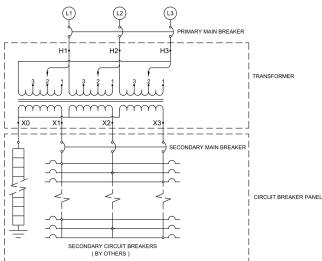 L1 L2 L3
PRIMARY MAIN BREAKER
H1 H2 H3
TRANSFORMER
3 2 1 3 2 1 3 2 1
X0 X1 X2 X3
SECONDARY MAIN BREAKER
CIRCUIT BREAKER PANEL
SECONDARY CIRCUIT BREAKERS
( BY OTHERS )